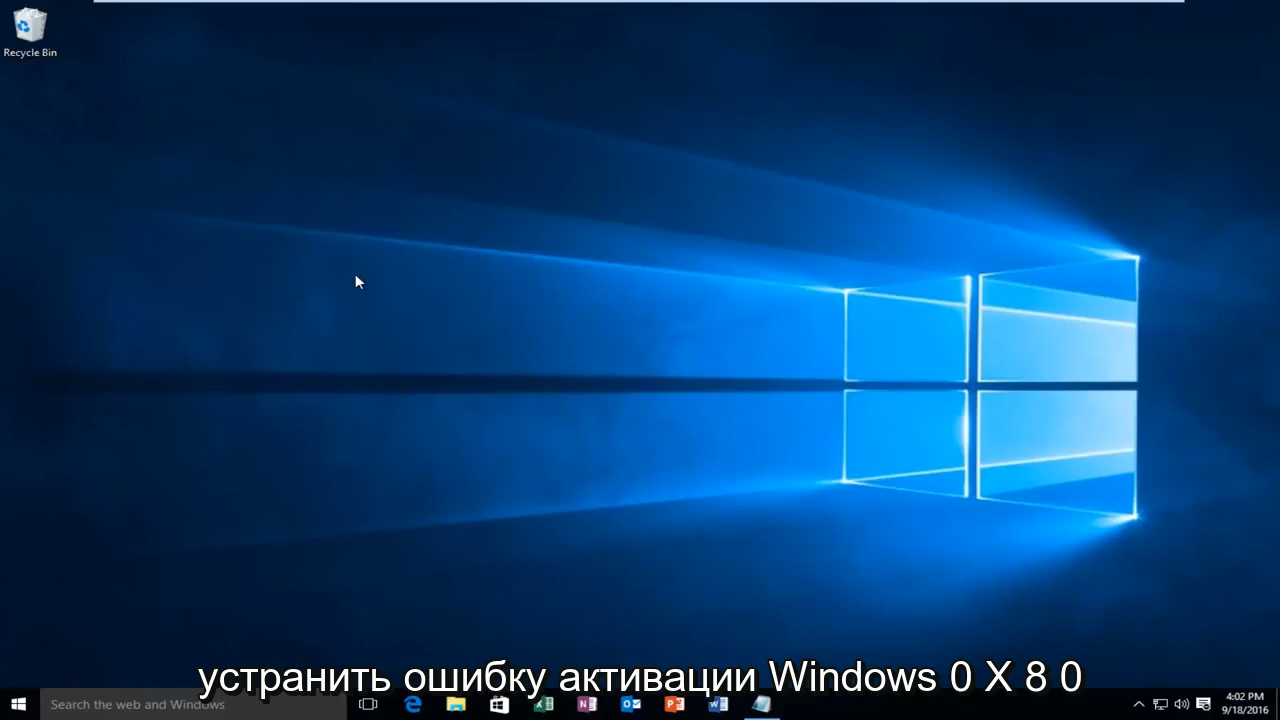 Recycle Bin
устранить ошибку активации Windows 0 X 8 0
Search the web and Windows
4:02 PM
9/18/2016